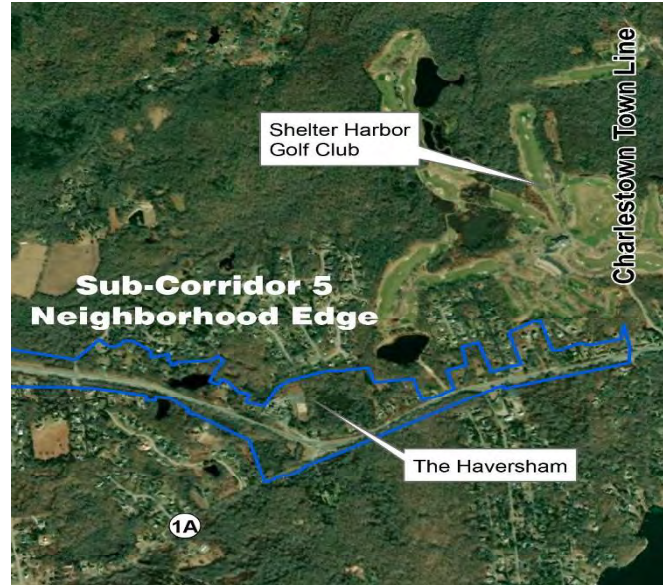 Shelter Harbor
Golf Club
Charlestown Town Line
Sub-Corridor 5
Neighborhood Edge
The Haversham
1A